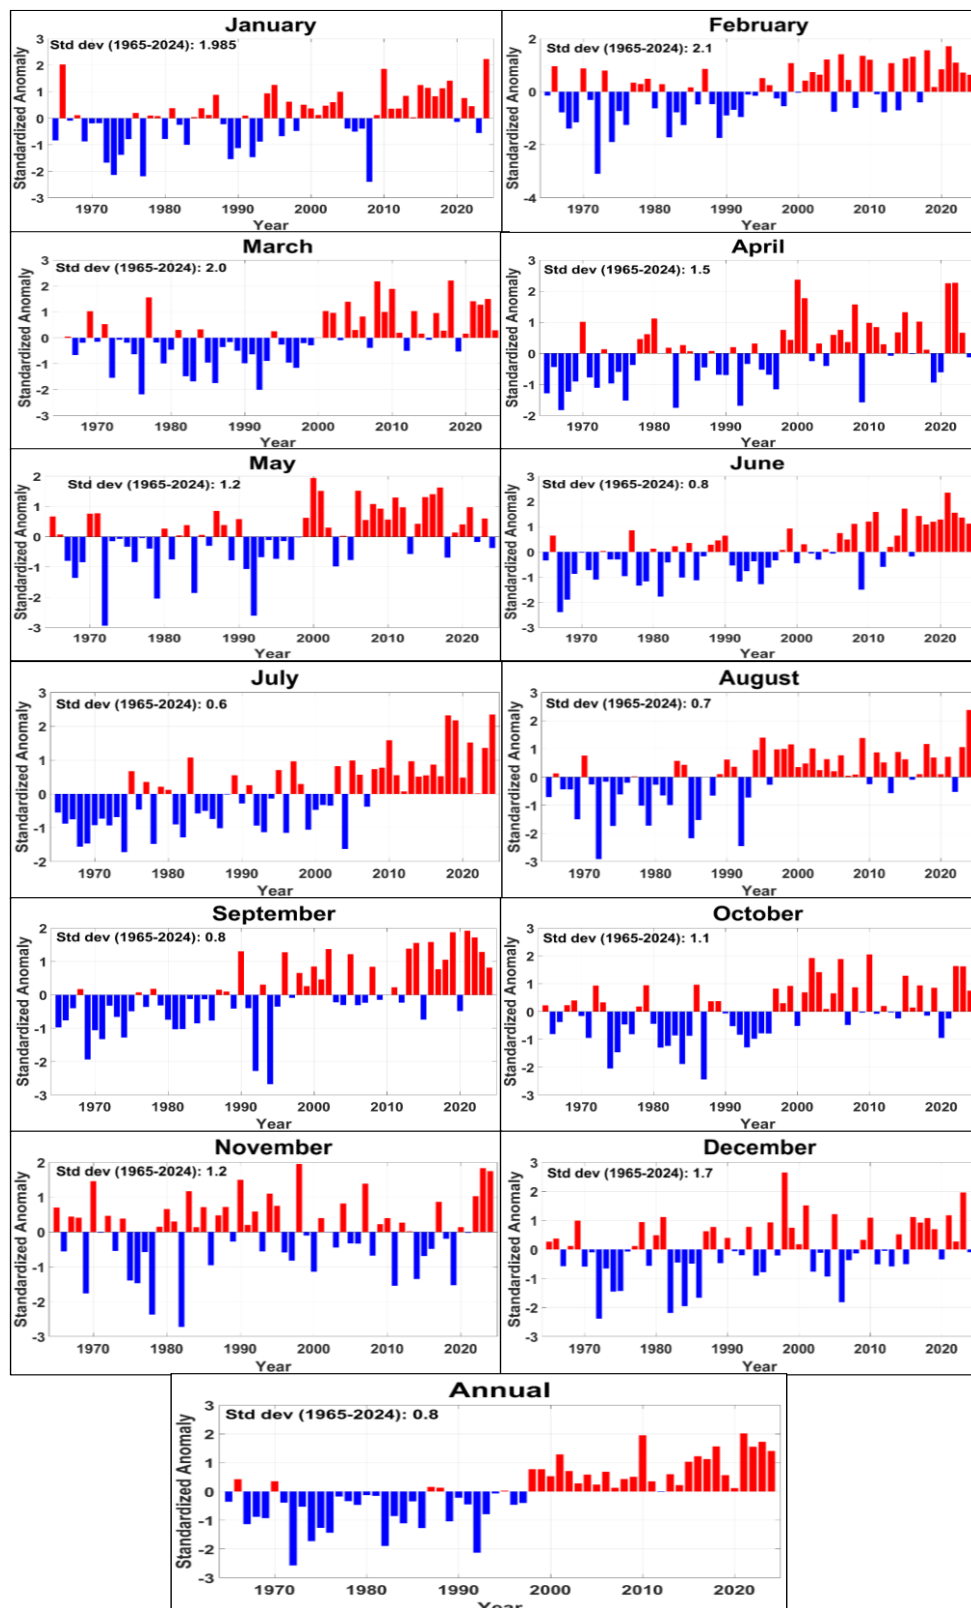 January
Std dev (1965-2024): 1.985
Standardized Anomaly
3
2
1
0
-1
-2
-3
1970 1980 1990 2000 2010 2020
Year
February
Std dev (1965-2024): 2.1
Standardized Anomaly
2
0
-2
-4
1970 1980 1990 2000 2010 2020
Year
March
Std dev (1965-2024): 2.0
Standardized Anomaly
3
2
1
0
-1
-2
-3
1970 1980 1990 2000 2010 2020
Year
April
Std dev (1965-2024): 1.5
Standardized Anomaly
3
2
1
0
-1
-2
1970 1980 1990 2000 2010 2020
Year
May
Std dev (1965-2024): 1.2
Standardized Anomaly
2
1
0
-1
-2
-3
1970 1980 1990 2000 2010 2020
Year
June
Std dev (1965-2024): 0.8
Standardized Anomaly
3
2
1
0
-1
-2
-3
1970 1980 1990 2000 2010 2020
Year
July
Std dev (1965-2024): 0.6
Standardized Anomaly
3
2
1
0
-1
-2
1970 1980 1990 2000 2010 2020
Year
August
Std dev (1965-2024): 0.7
Standardized Anomaly
3
2
1
0
-1
-2
-3
1970 1980 1990 2000 2010 2020
Year
September
Std dev (1965-2024): 0.8
Standardized Anomaly
2
1
0
-1
-2
-3
1970 1980 1990 2000 2010 2020
Year
October
Std dev (1965-2024): 1.1
Standardized Anomaly
3
2
1
0
-1
-2
-3
1970 1980 1990 2000 2010 2020
Year
November
Std dev (1965-2024): 1.2
Standardized Anomaly
2
1
0
-1
-2
-3
1970 1980 1990 2000 2010 2020
Year
December
Std dev (1965-2024): 1.7
Standardized Anomaly
3
2
1
0
-1
-2
-3
1970 1980 1990 2000 2010 2020
Year
Annual
Std dev (1965-2024): 0.8
Standardized Anomaly
3
2
1
0
-1
-2
-3
1970 1980 1990 2000 2010 2020
Year